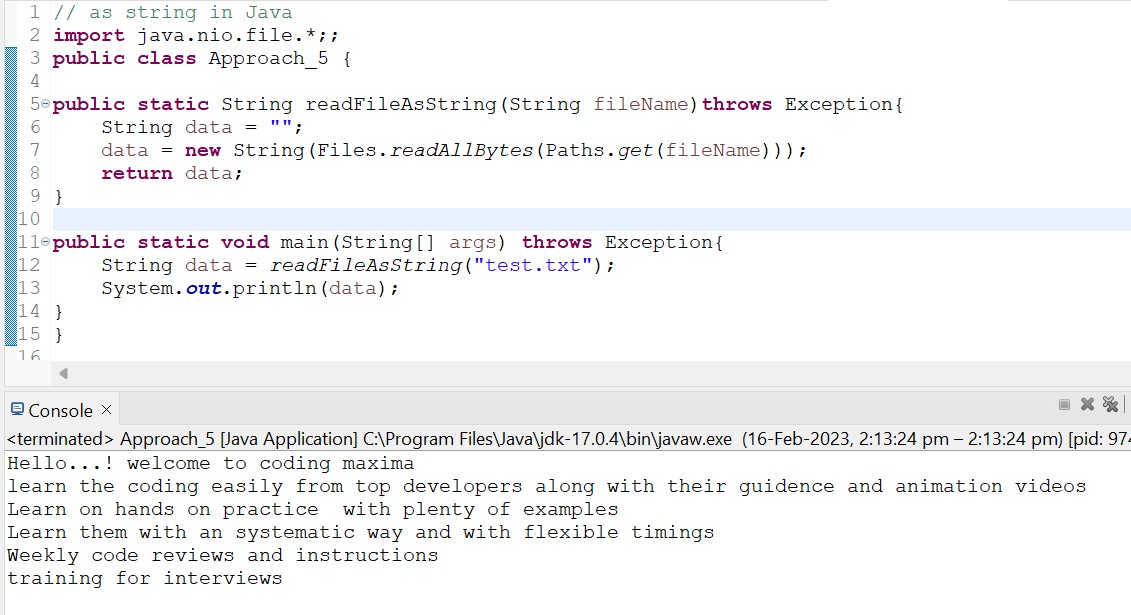 1 // as string in Java
2 import java.nio.file.*;;
3 public class Approach_5 {
4
5 public static String readFileAsString(String fileName)throws Exception{
6     String data = "";
7     data = new String(Files.readAllBytes(Paths.get(fileName)));
8     return data;
9 }
10
11 public static void main(String[] args) throws Exception{
12     String data = readFileAsString("test.txt");
13     System.out.println(data);
14 }
15 }
16
Console
<terminated> Approach_5 [Java Application] C:\Program Files\Java\jdk-17.0.4\bin\javaw.exe (16-Feb-2023, 2:13:24 pm – 2:13:24 pm) [pid: 974
Hello...! welcome to coding maxima
learn the coding easily from top developers along with their guidence and animation videos
Learn on hands on practice  with plenty of examples
Learn them with an systematic way and with flexible timings
Weekly code reviews and instructions
training for interviews